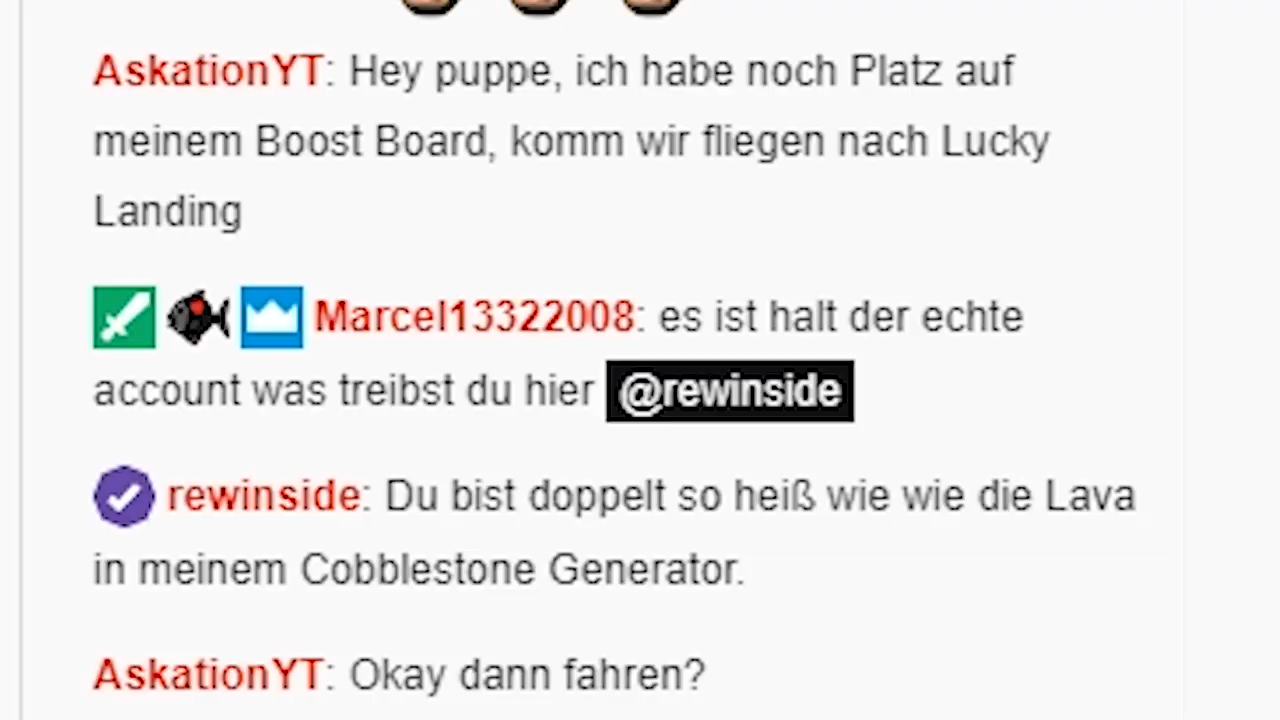 AskationYT: Hey puppe, ich habe noch Platz auf
meinem Boost Board, komm wir fliegen nach Lucky
Landing
Marcel13322008: es ist halt der echte
account was treibst du hier @rewinside
rewinside: Du bist doppelt so heiß wie wie die Lava
in meinem Cobblestone Generator.
AskationYT: Okay dann fahren?